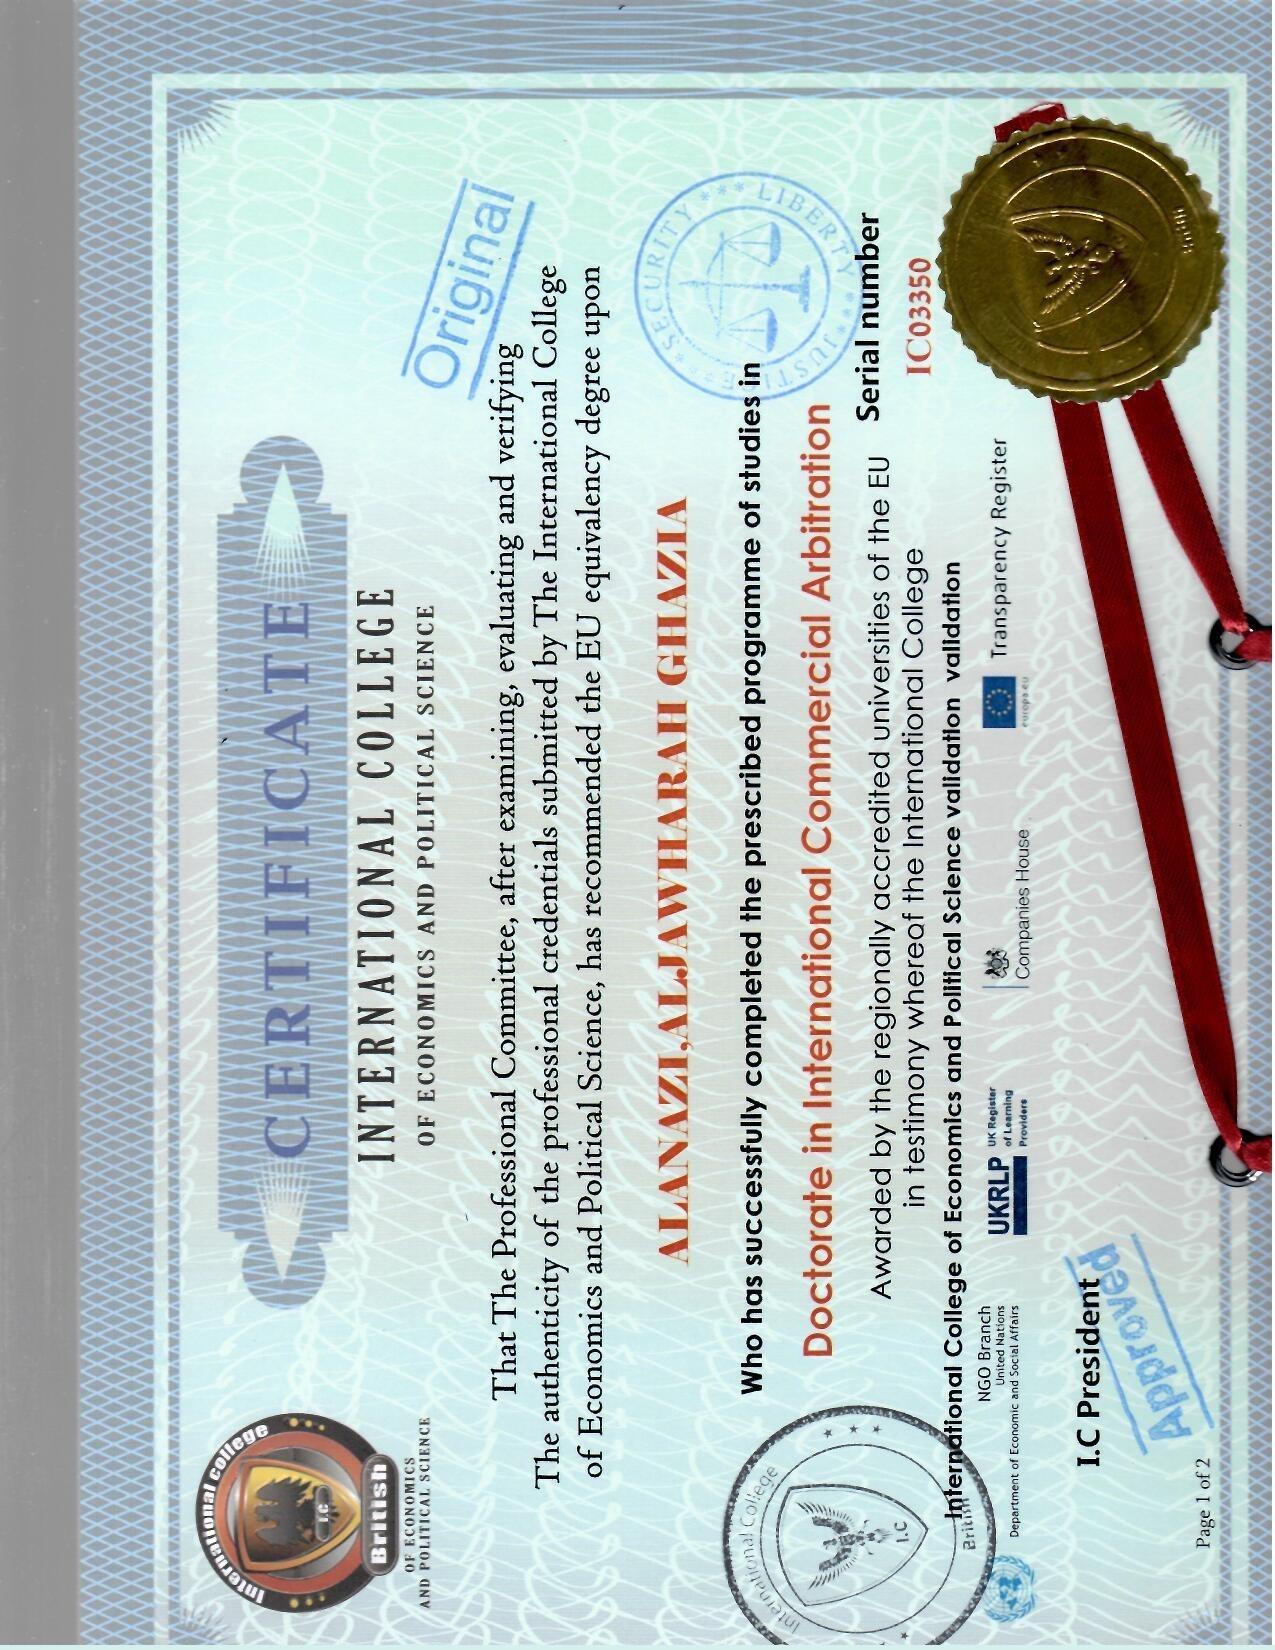 International college
I.C
British
OF ECONOMICS
AND POLITICAL SCIENCE
CERTIFICATE
INTERNATIONAL COLLEGE
OF ECONOMICS AND POLITICAL SCIENCE
Original
That The Professional Committee, after examining, evaluating and verifying
The authenticity of the professional credentials submitted by The International College
of Economics and Political Science, has recommended the EU equivalency degree upon
ALANAZI,ALJAWHARAH GHAZIA
SECURITY *** LIBERTY *** JUSTICE ***
Who has successfully completed the prescribed programme of studies in
Doctorate in International Commercial Arbitration
International College
I.C
British
Awarded by the regionally accredited universities of the EU
in testimony whereof the International College
Serial number
IC03350
International College of Economics and Political Science validation validation
NGO Branch
United Nations
Department of Economic and Social Affairs
UKRLP
UK Register
of Learning
Providers
Companies House
europa.eu
Transparency Register
I.C President
Approved
Page 1 of 2